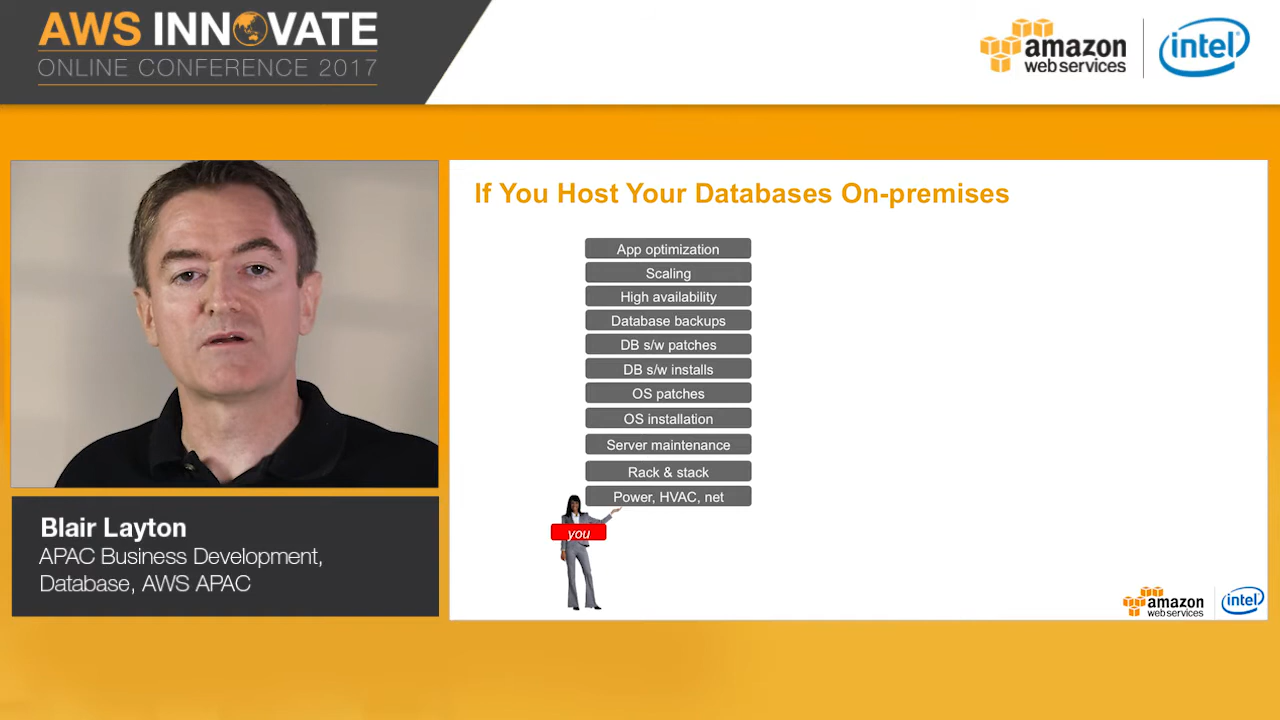 AWS INNOVATE
ONLINE CONFERENCE 2017
amazon
web services
intel
If You Host Your Databases On-premises
App optimization
Scaling
High availability
Database backups
DB s/w patches
DB s/w installs
OS patches
OS installation
Server maintenance
Rack & stack
Power, HVAC, net
you
Blair Layton
APAC Business Development,
Database, AWS APAC
amazon
web services
intel